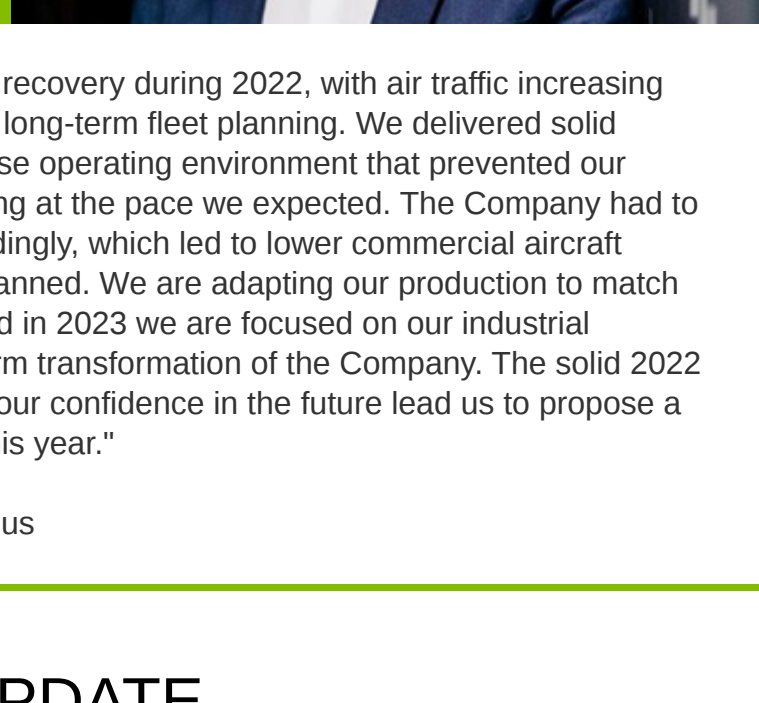 recovery during 2022, with air traffic increasing
long-term fleet planning. We delivered solid
se operating environment that prevented our
ng at the pace we expected. The Company had to
dingly, which led to lower commercial aircraft
anned. We are adapting our production to match
d in 2023 we are focused on our industrial
rm transformation of the Company. The solid 2022
our confidence in the future lead us to propose a
is year."
us
PDATE